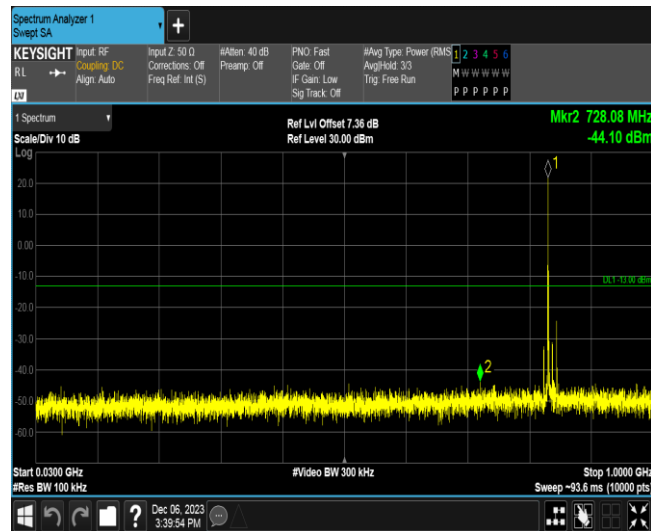 Spectrum Analyzer 1
Swept SA
KEYSIGHT
RL
LXI
Input: RF
Coupling: DC
Align: Auto
Input Z: 50 Ω
Corrections: Off
Freq Ref: Int (S)
#Atten: 40 dB
Preamp: Off
PNO: Fast
Gate: Off
IF Gain: Low
Sig Track: Off
#Avg Type: Power (RMS
Avg|Hold: 3/3
Trig: Free Run
1 2 3 4 5 6
M W W W W W
P P P P P P
1 Spectrum
Scale/Div 10 dB
Log
Ref Lvl Offset 7.36 dB
Ref Level 30.00 dBm
Mkr2 728.08 MHz
-44.10 dBm
1
20.0
10.0
0.00
-10.0
DL1 -13.00 dBm
-20.0
-30.0
-40.0
2
-50.0
-60.0
Start 0.0300 GHz
#Video BW 300 kHz
Stop 1.0000 GHz
#Res BW 100 kHz
Sweep ~93.6 ms (10000 pts
?
Dec 06, 2023
3:39:54 PM